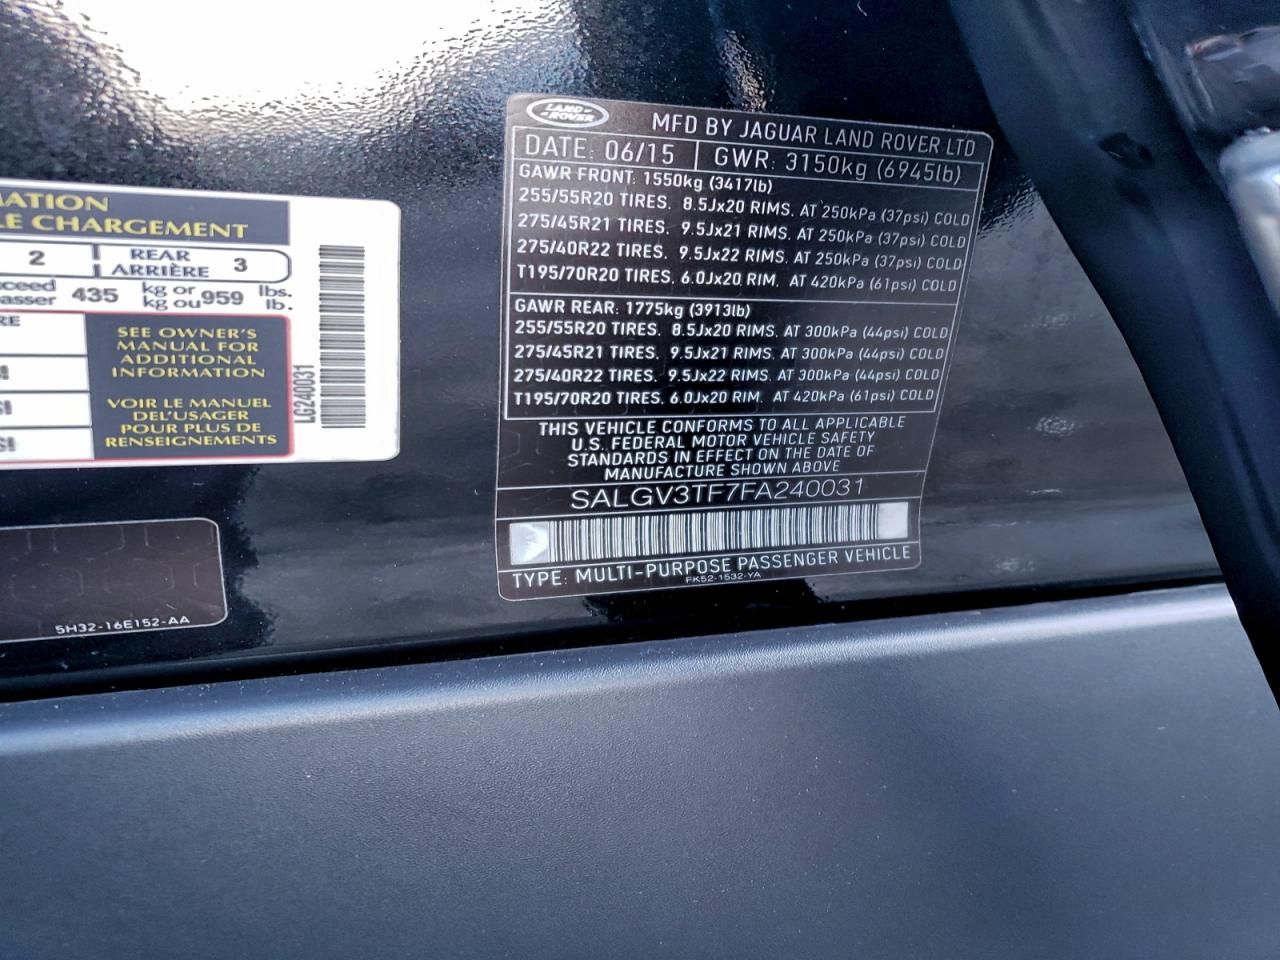 MATION
LE CHARGEMENT
2 REAR ARRIÈRE 3
435 kg or kg ou 959 lbs. lb.
SEE OWNER'S
MANUAL FOR
ADDITIONAL
INFORMATION
VOIR LE MANUEL
DEL'USAGER
POUR PLUS DE
RENSEIGNEMENTS
LG240031
5H32-16E152-AA
LAND ROVER
MFD BY JAGUAR LAND ROVER LTD
DATE: 06/15 GWR: 3150kg (6945lb)
GAWR FRONT: 1550kg (3417lb)
255/55R20 TIRES. 8.5Jx20 RIMS. AT 250kPa (37psi) COLD
275/45R21 TIRES. 9.5Jx21 RIMS. AT 250kPa (37psi) COLD
275/40R22 TIRES. 9.5Jx22 RIMS. AT 250kPa (37psi) COLD
T195/70R20 TIRES. 6.0Jx20 RIM. AT 420kPa (61psi) COLD
GAWR REAR: 1775kg (3913lb)
255/55R20 TIRES. 8.5Jx20 RIMS. AT 300kPa (44psi) COLD
275/45R21 TIRES. 9.5Jx21 RIMS. AT 300kPa (44psi) COLD
275/40R22 TIRES. 9.5Jx22 RIMS. AT 300kPa (44psi) COLD
T195/70R20 TIRES. 6.0Jx20 RIM. AT 420kPa (61psi) COLD
THIS VEHICLE CONFORMS TO ALL APPLICABLE
U.S. FEDERAL MOTOR VEHICLE SAFETY
STANDARDS IN EFFECT ON THE DATE OF
MANUFACTURE SHOWN ABOVE
SALGV3TF7FA240031
TYPE: MULTI-PURPOSE PASSENGER VEHICLE
FK52-1532-YA